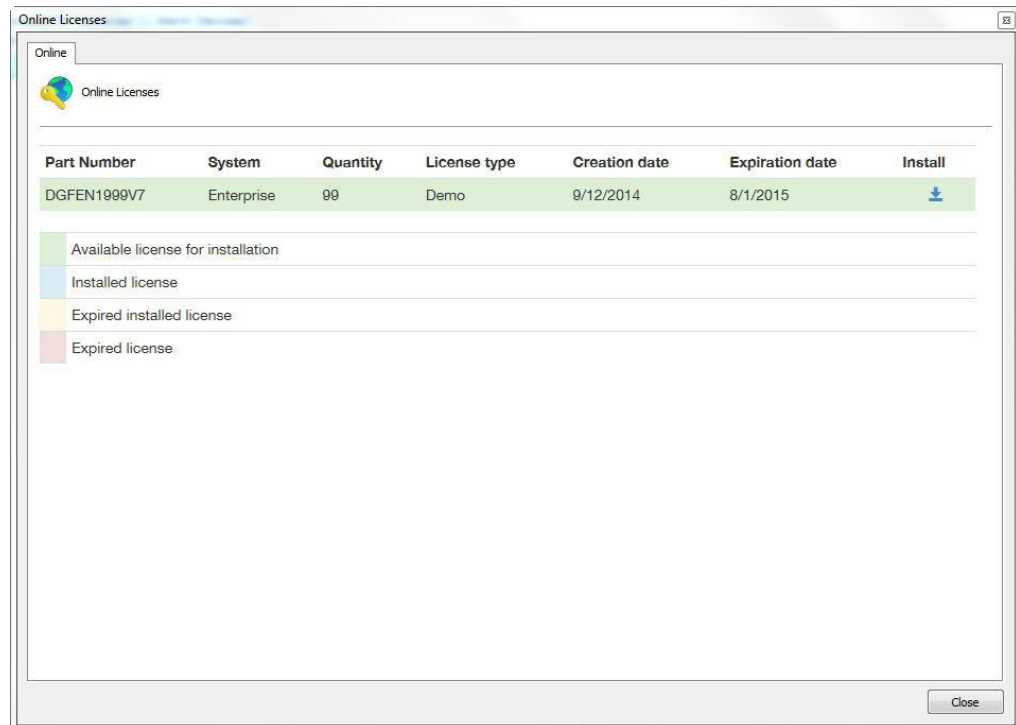 Online Licenses
Online
Online Licenses
Part Number System Quantity License type Creation date Expiration date Install
DGFEN1999V7 Enterprise 99 Demo 9/12/2014 8/1/2015
Available license for installation
Installed license
Expired installed license
Expired license
Close